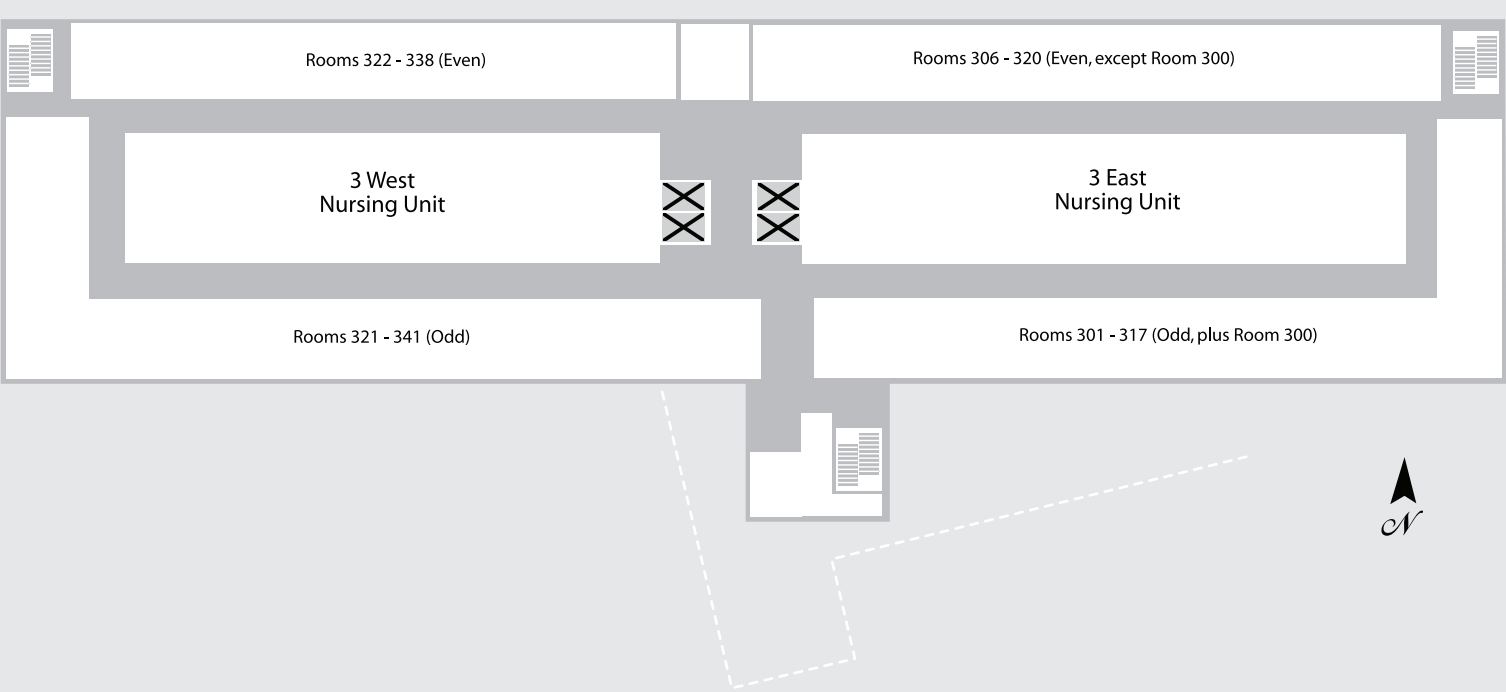 Rooms 322 - 338 (Even)
Rooms 306 - 320 (Even, except Room 300)
3 West
Nursing Unit
3 East
Nursing Unit
Rooms 321 - 341 (Odd)
Rooms 301 - 317 (Odd, plus Room 300)
N